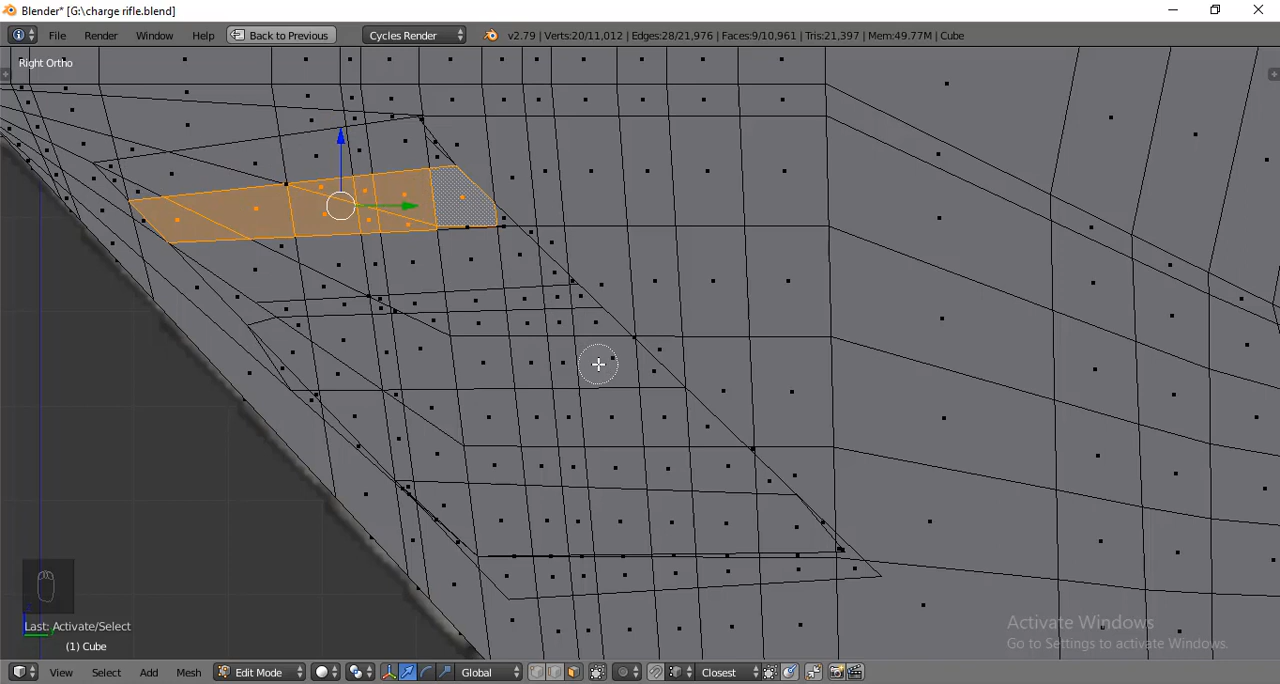 Blender* [G:\charge rifle.blend]
File Render Window Help Back to Previous Cycles Render v2.79 | Verts:20/11,012 | Edges:28/21,976 | Faces:9/10,961 | Tris:21,397 | Mem:49.77M | Cube
Right Ortho
Last: Activate/Select
(1) Cube
Activate Windows
Go to Settings to activate Windows.
View Select Add Mesh Edit Mode Global Closest